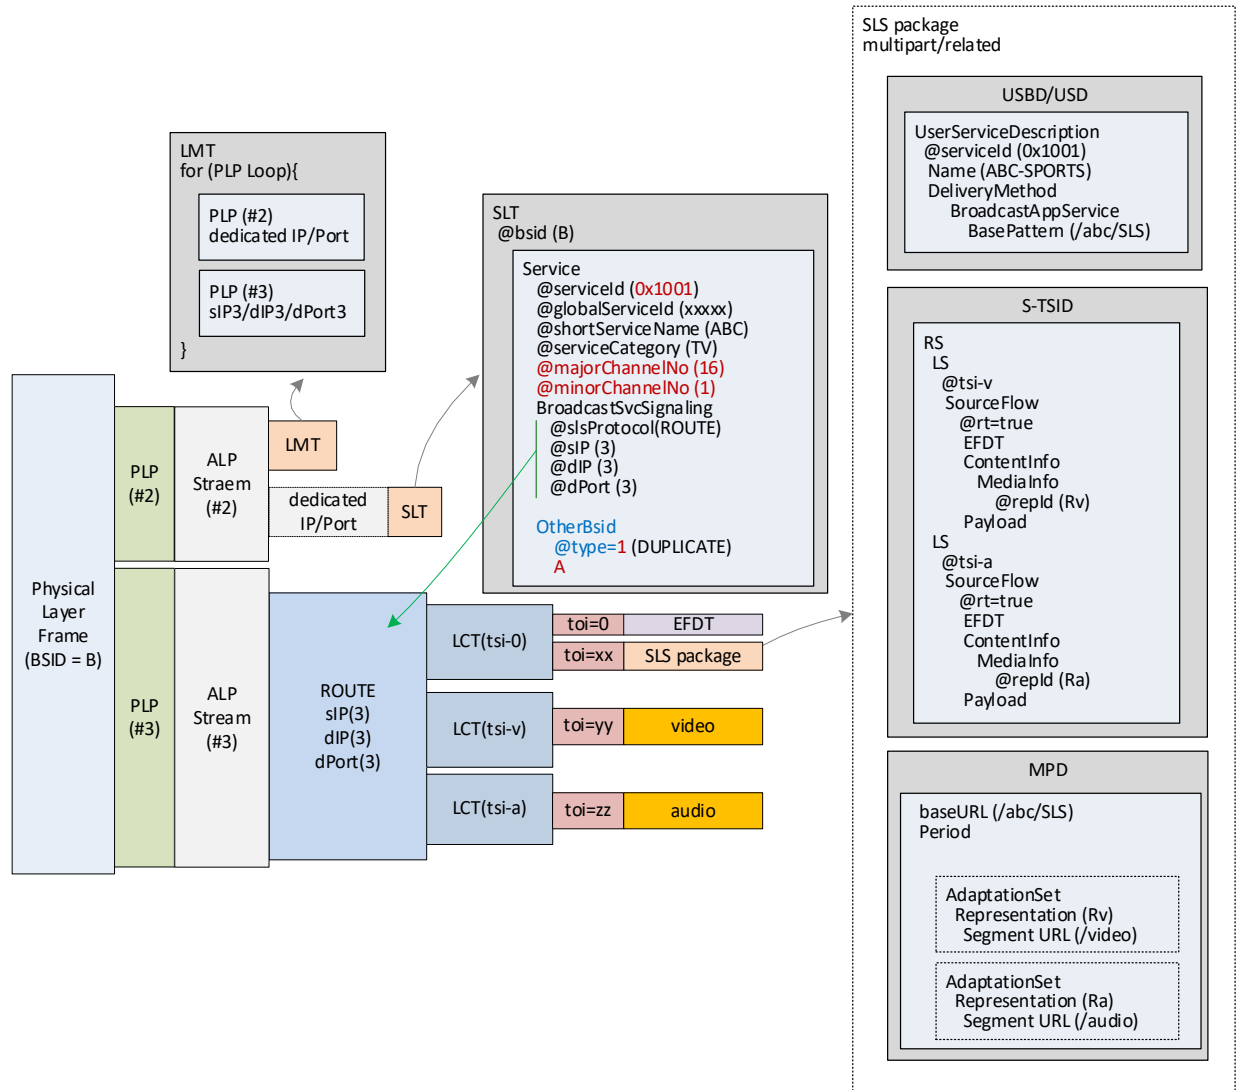 SLS package
multipart/related
USBD/USD
UserServiceDescription
@serviceId (0x1001)
Name (ABC-SPORTS)
DeliveryMethod
BroadcastAppService
BasePattern (/abc/SLS)
LMT
for (PLP Loop){
PLP (#2)
dedicated IP/Port
PLP (#3)
sIP3/dIP3/dPort3
}
SLT
@bsid (B)
Service
@serviceId (0x1001)
@globalServiceId (xxxxx)
@shortServiceName (ABC)
@serviceCategory (TV)
@majorChannelNo (16)
@minorChannelNo (1)
BroadcastSvcSignaling
@slsProtocol(ROUTE)
@sIP (3)
@dIP (3)
@dPort (3)
OtherBsid
@type=1 (DUPLICATE)
A
S-TSID
RS
LS
@tsi-v
SourceFlow
@rt=true
EFDT
ContentInfo
MediaInfo
@repId (Rv)
Payload
LS
@tsi-a
SourceFlow
@rt=true
EFDT
ContentInfo
MediaInfo
@repId (Ra)
Payload
Physical
Layer
Frame
(BSID = B)
PLP
(#2)
ALP
Straem
(#2)
LMT
dedicated
IP/Port
SLT
PLP
(#3)
ALP
Stream
(#3)
ROUTE
sIP(3)
dIP(3)
dPort(3)
LCT(tsi-0)
toi=0
EFDT
toi=xx
SLS package
LCT(tsi-v)
toi=yy
video
LCT(tsi-a)
toi=zz
audio
MPD
baseURL (/abc/SLS)
Period
AdaptationSet
Representation (Rv)
Segment URL (/video)
AdaptationSet
Representation (Ra)
Segment URL (/audio)